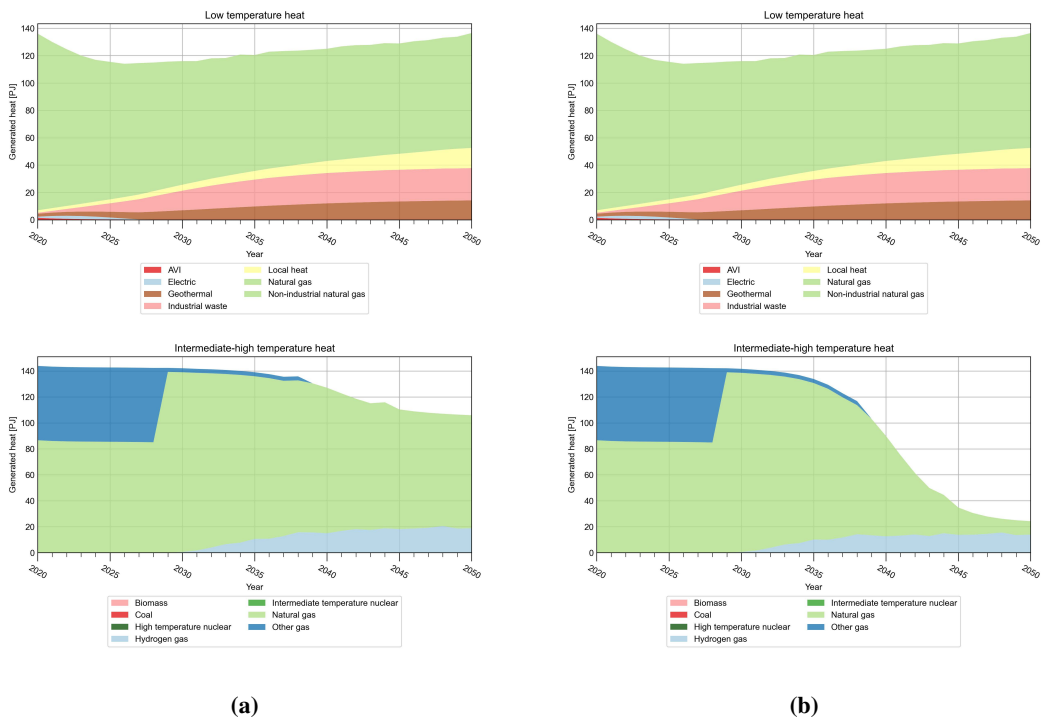 Low temperature heat
Generated heat [PJ]
140
120
100
80
60
40
20
0
2020
2025
2030
2035
2040
2045
2050
Year
AVI
Electric
Geothermal
Industrial waste
Local heat
Natural gas
Non-industrial natural gas
Intermediate-high temperature heat
Generated heat [PJ]
140
120
100
80
60
40
20
0
2020
2025
2030
2035
2040
2045
2050
Year
Biomass
Coal
High temperature nuclear
Hydrogen gas
Intermediate temperature nuclear
Natural gas
Other gas
(a)
Low temperature heat
Generated heat [PJ]
140
120
100
80
60
40
20
0
2020
2025
2030
2035
2040
2045
2050
Year
AVI
Electric
Geothermal
Industrial waste
Local heat
Natural gas
Non-industrial natural gas
Intermediate-high temperature heat
Generated heat [PJ]
140
120
100
80
60
40
20
0
2020
2025
2030
2035
2040
2045
2050
Year
Biomass
Coal
High temperature nuclear
Hydrogen gas
Intermediate temperature nuclear
Natural gas
Other gas
(b)